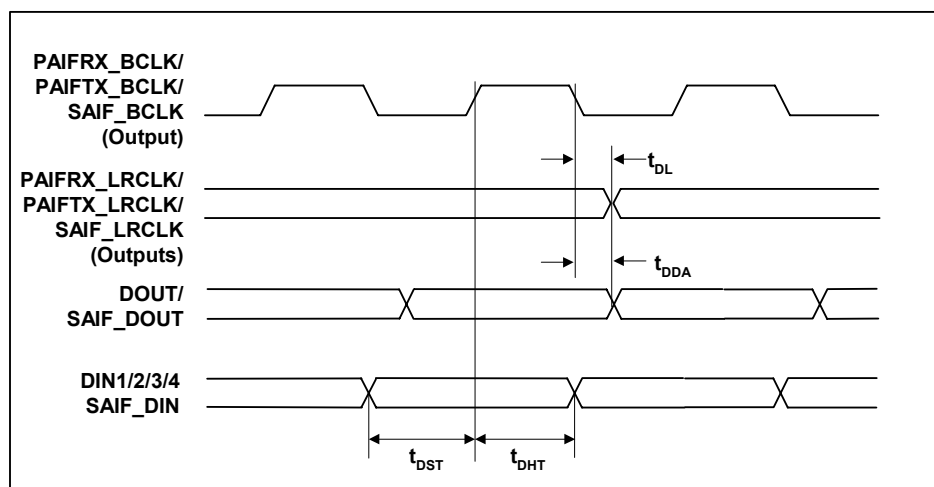 PAIFRX_BCLK/
PAIFTX_BCLK/
SAIF_BCLK
(Output)
t_DL
PAIFRX_LRCLK/
PAIFTX_LRCLK/
SAIF_LRCLK
(Outputs)
t_DDA
DOUT/
SAIF_DOUT
DIN1/2/3/4
SAIF_DIN
t_DST
t_DHT